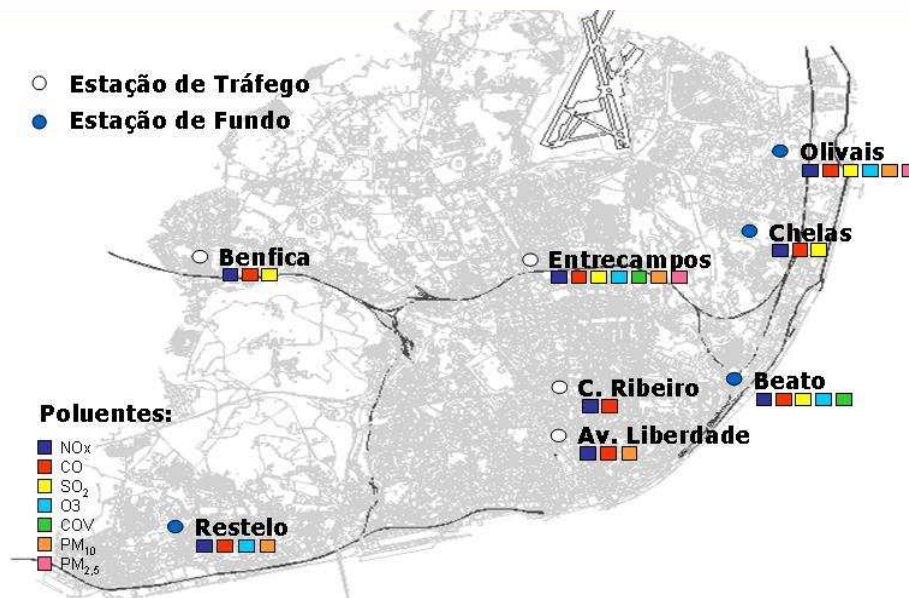 Estação de Tráfego
Estação de Fundo
Olivais
Chelas
Benfica
Entrecampos
C. Ribeiro
Beato
Av. Liberdade
Poluentes:
NOx
CO
SO₂
O3
COV
PM₁₀
PM₂,₅
Restelo